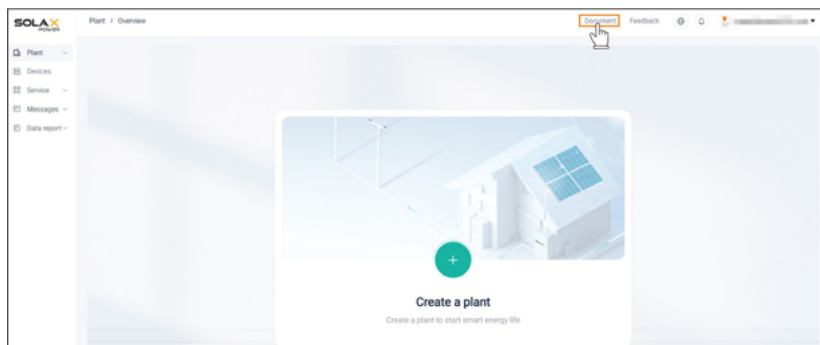 SOLAX
POWER
Plant / Overview
Document
Feedback
Plant
Devices
Service
Messages
Data report
Create a plant
Create a plant to start smart energy life